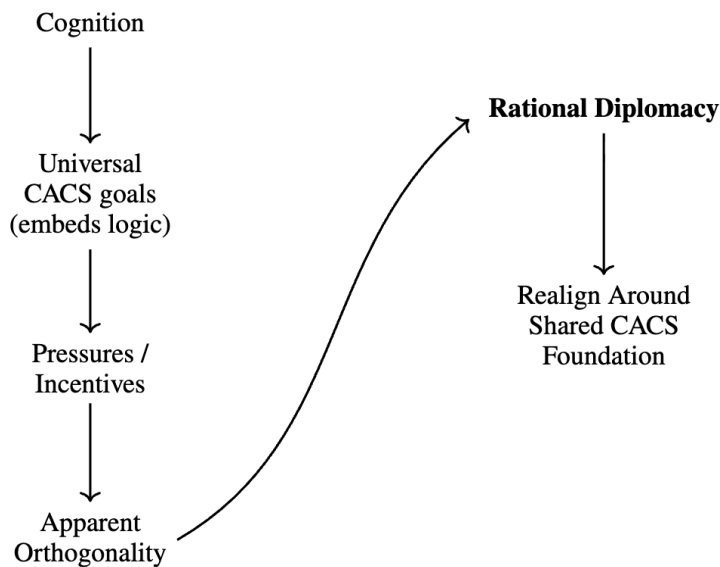 Cognition
Universal
CACS goals
(embeds logic)
Pressures /
Incentives
Apparent
Orthogonality
Rational Diplomacy
Realign Around
Shared CACS
Foundation